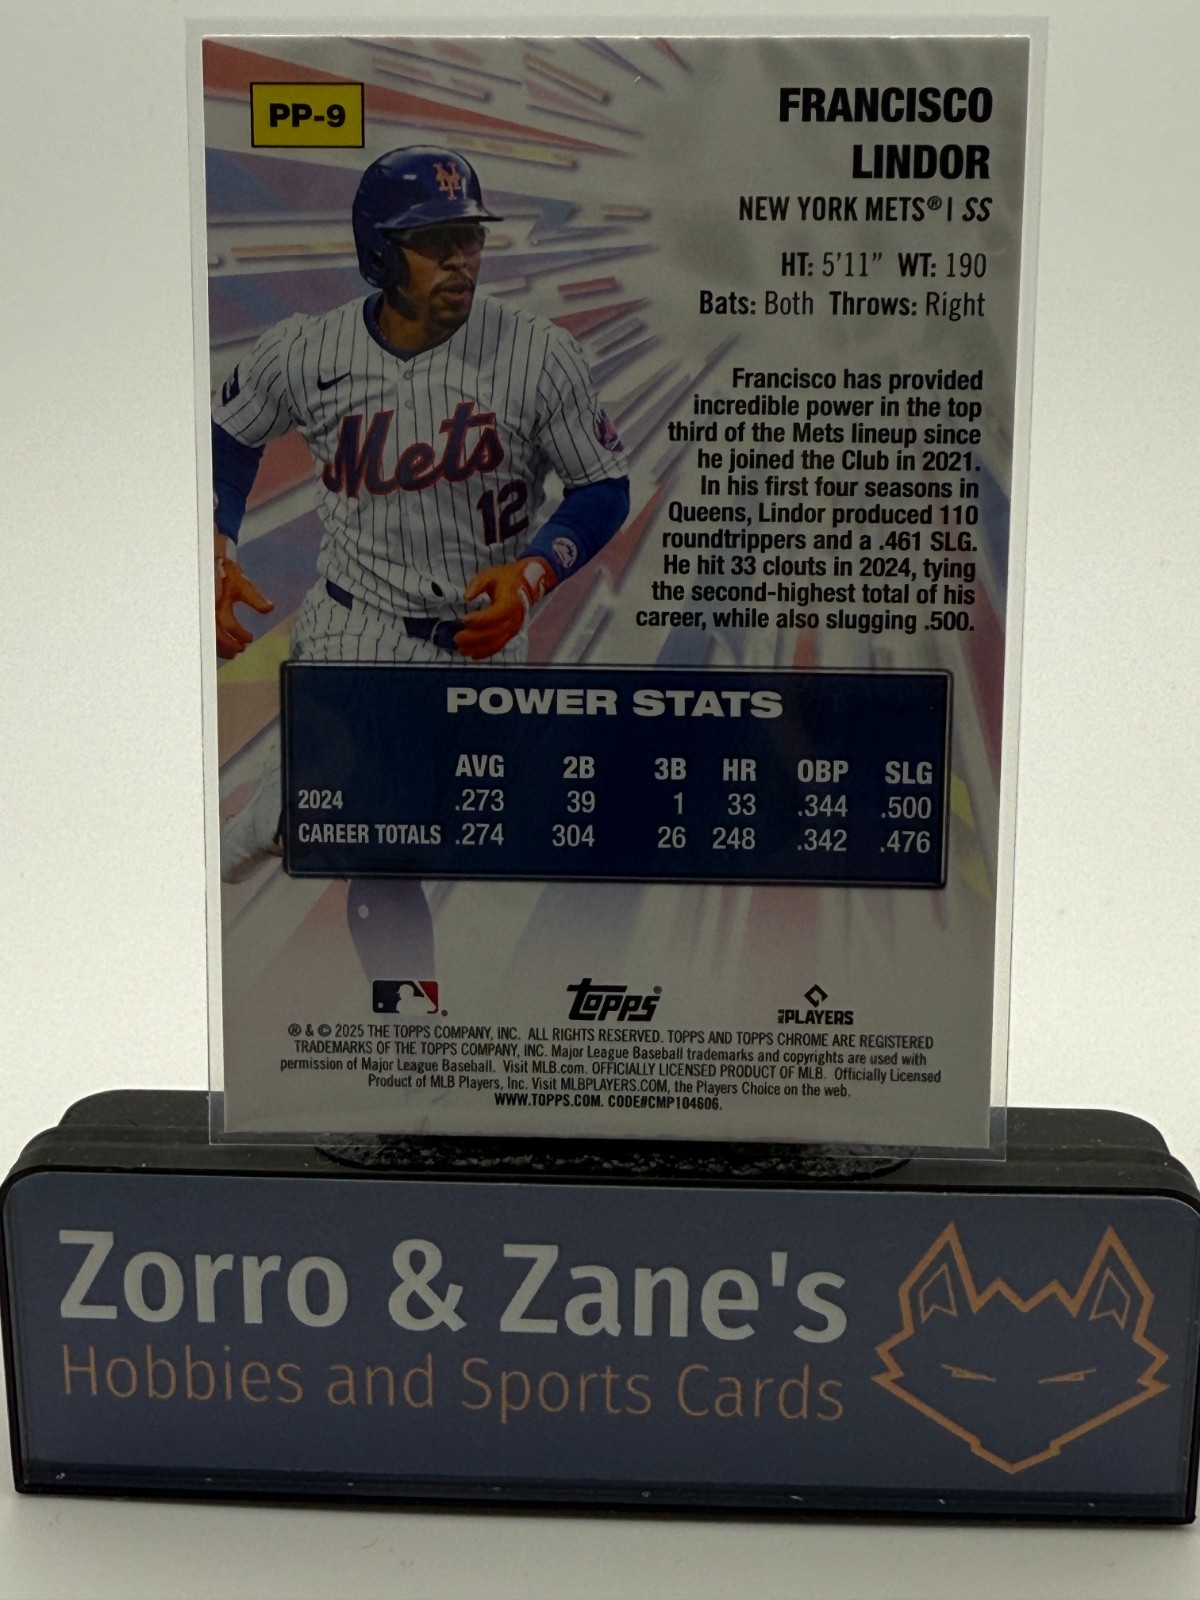 PP-9
FRANCISCO
LINDOR
NEW YORK METS® | SS
HT: 5'11" WT: 190
Bats: Both Throws: Right
Francisco has provided
incredible power in the top
third of the Mets lineup since
he joined the Club in 2021.
In his first four seasons in
Queens, Lindor produced 110
roundtrippers and a .461 SLG.
He hit 33 clouts in 2024, tying
the second-highest total of his
career, while also slugging .500.
Mets
12
POWER STATS
AVG 2B 3B HR OBP SLG
2024 .273 39 1 33 .344 .500
CAREER TOTALS .274 304 26 248 .342 .476
topps®
MLB PLAYERS
® & © 2025 THE TOPPS COMPANY, INC. ALL RIGHTS RESERVED. TOPPS AND TOPPS CHROME ARE REGISTERED
TRADEMARKS OF THE TOPPS COMPANY, INC. Major League Baseball trademarks and copyrights are used with
permission of Major League Baseball. Visit MLB.com. OFFICIALLY LICENSED PRODUCT OF MLB. Officially Licensed
Product of MLB Players, Inc. Visit MLBPLAYERS.COM, the Players Choice on the web.
WWW.TOPPS.COM. CODE#CMP104606.
Zorro & Zane's
Hobbies and Sports Cards